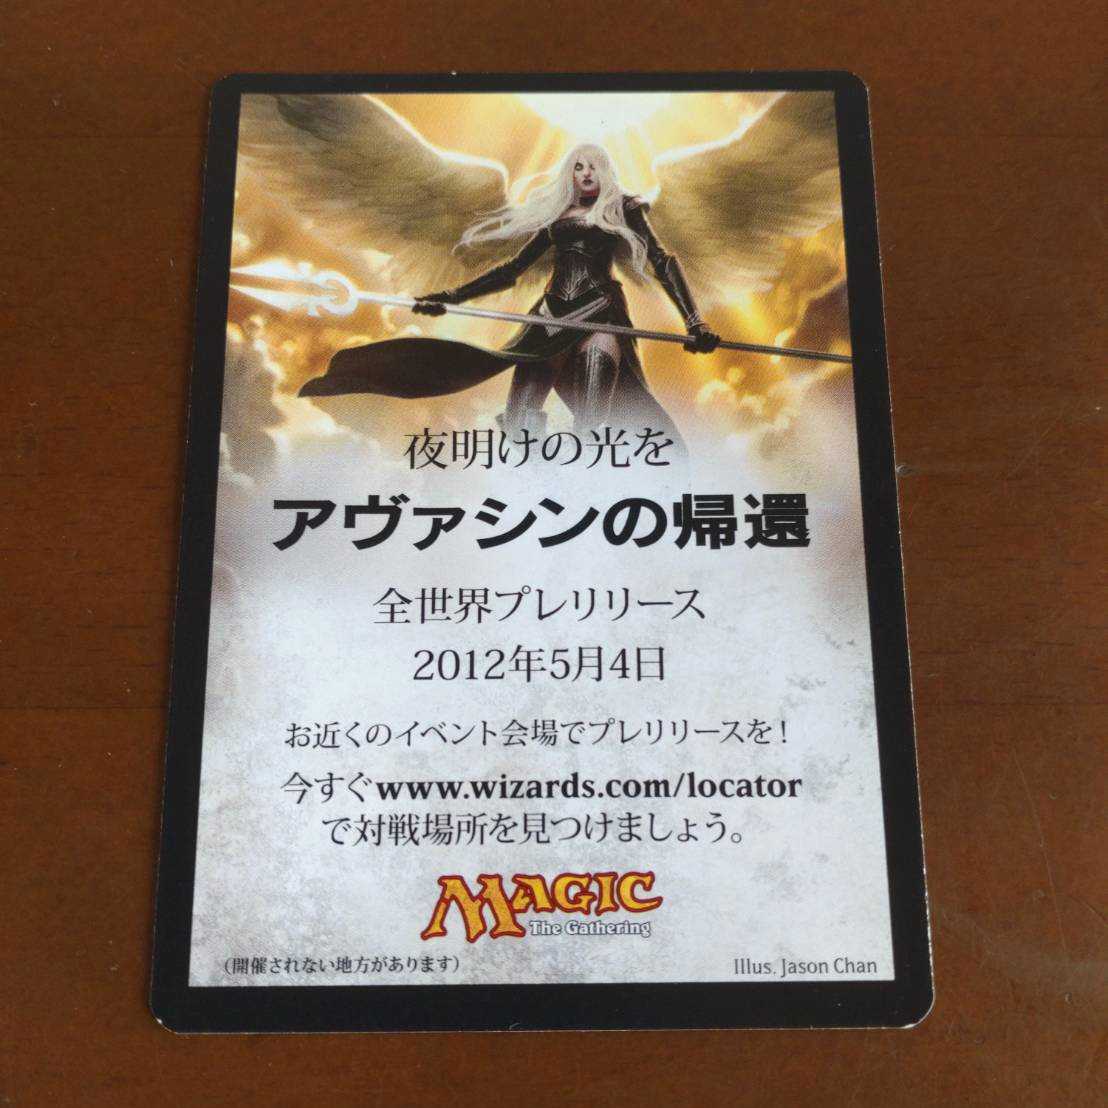 夜明けの光を
アヴァシンの帰還
全世界プレリリース
2012年5月4日
お近くのイベント会場でプレリリースを！
今すぐwww.wizards.com/locator
で対戦場所を見つけましょう。
MAGIC
The Gathering
（開催されない地方があります）
Illus. Jason Chan